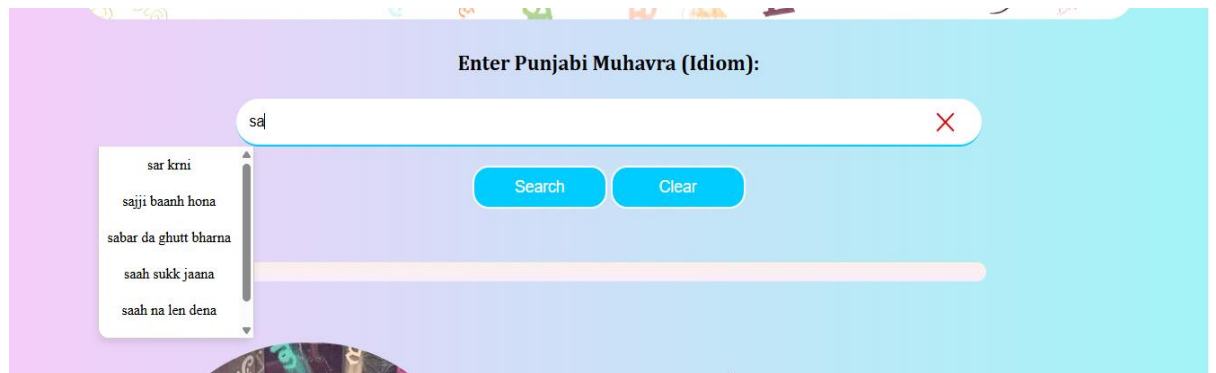 Enter Punjabi Muhavra (Idiom):
sa
sar krni
sajji baanh hona
sabar da ghutt bharna
saah sukk jaana
saah na len dena
Search Clear